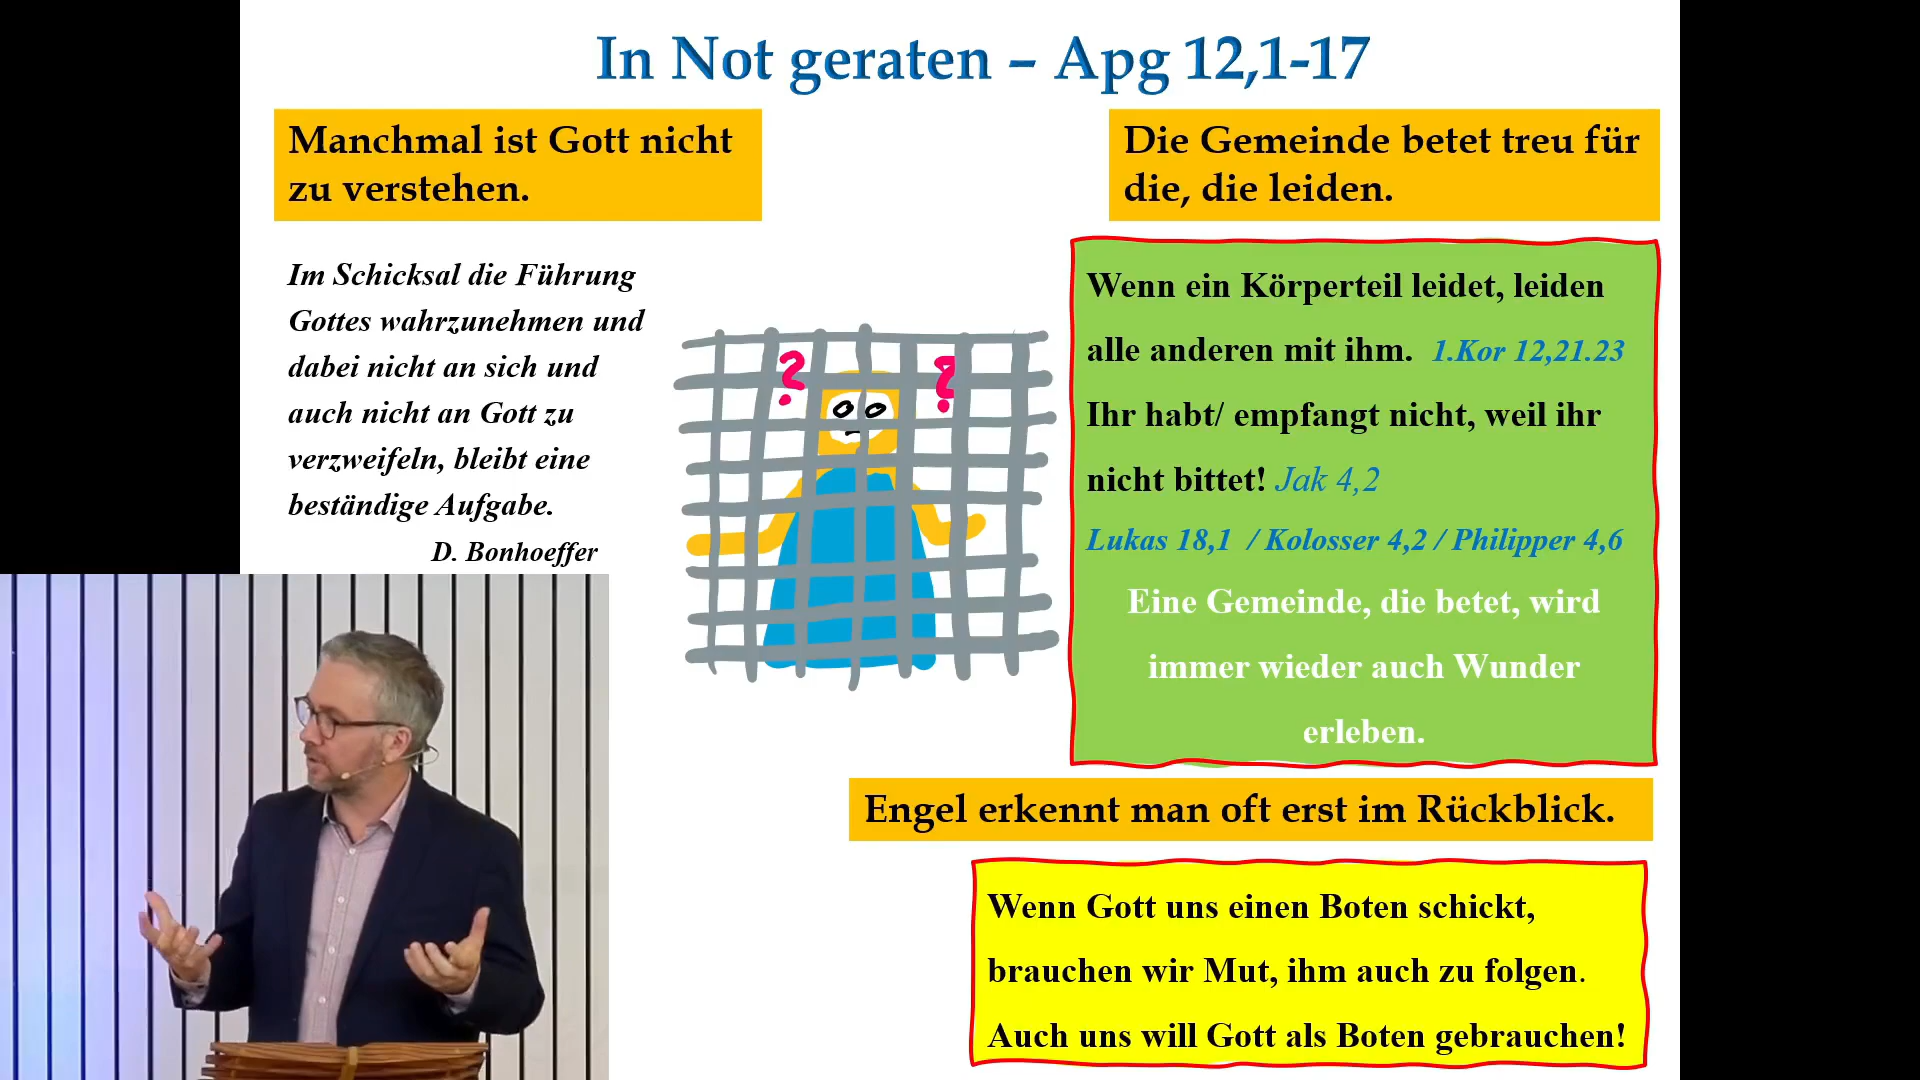 In Not geraten – Apg 12,1-17
Manchmal ist Gott nicht
zu verstehen.
Im Schicksal die Führung
Gottes wahrzunehmen und
dabei nicht an sich und
auch nicht an Gott zu
verzweifeln, bleibt eine
beständige Aufgabe.
D. Bonhoeffer
? ?
Die Gemeinde betet treu für
die, die leiden.
Wenn ein Körperteil leidet, leiden
alle anderen mit ihm. 1.Kor 12,21.23
Ihr habt/ empfangt nicht, weil ihr
nicht bittet! Jak 4,2
Lukas 18,1 / Kolosser 4,2 / Philipper 4,6
Eine Gemeinde, die betet, wird
immer wieder auch Wunder
erleben.
Engel erkennt man oft erst im Rückblick.
Wenn Gott uns einen Boten schickt,
brauchen wir Mut, ihm auch zu folgen.
Auch uns will Gott als Boten gebrauchen!